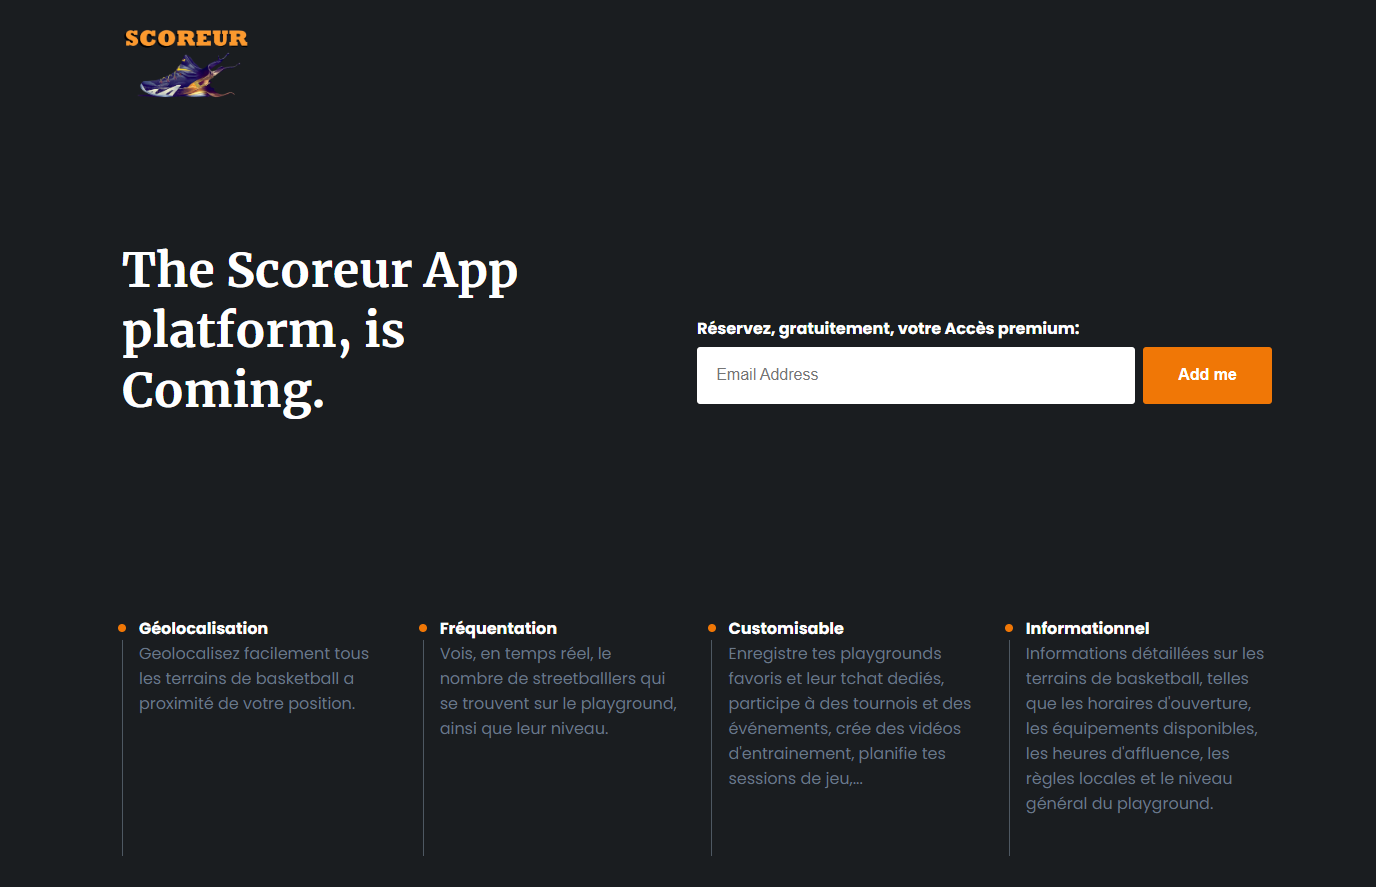 SCOREUR
The Scoreur App
platform, is
Coming.
Réservez, gratuitement, votre Accès premium:
Email Address
Add me
Géolocalisation
Geolocalisez facilement tous
les terrains de basketball a
proximité de votre position.
Fréquentation
Vois, en temps réel, le
nombre de streetballlers qui
se trouvent sur le playground,
ainsi que leur niveau.
Customisable
Enregistre tes playgrounds
favoris et leur tchat dediés,
participe à des tournois et des
événements, crée des vidéos
d'entrainement, planifie tes
sessions de jeu,...
Informationnel
Informations détaillées sur les
terrains de basketball, telles
que les horaires d'ouverture,
les équipements disponibles,
les heures d'affluence, les
règles locales et le niveau
général du playground.